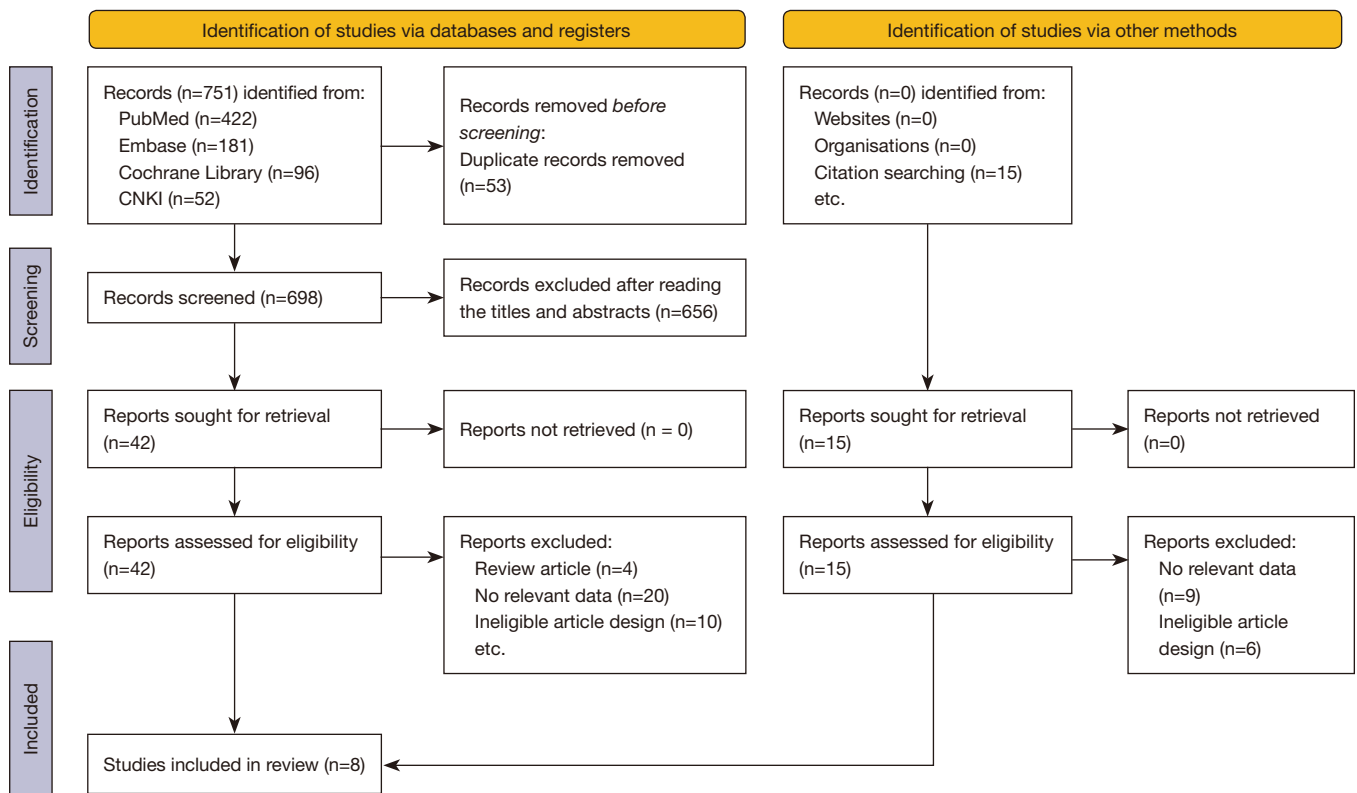 Identification of studies via databases and registers
Identification of studies via other methods
Identification
Records (n=751) identified from:
PubMed (n=422)
Embase (n=181)
Cochrane Library (n=96)
CNKI (n=52)
Records removed before
screening:
Duplicate records removed
(n=53)
Records (n=0) identified from:
Websites (n=0)
Organisations (n=0)
Citation searching (n=15)
etc.
Screening
Records screened (n=698)
Records excluded after reading
the titles and abstracts (n=656)
Eligibility
Reports sought for retrieval
(n=42)
Reports not retrieved (n = 0)
Reports sought for retrieval
(n=15)
Reports not retrieved
(n=0)
Reports assessed for eligibility
(n=42)
Reports excluded:
Review article (n=4)
No relevant data (n=20)
Ineligible article design (n=10)
etc.
Reports assessed for eligibility
(n=15)
Reports excluded:
No relevant data
(n=9)
Ineligible article
design (n=6)
Included
Studies included in review (n=8)